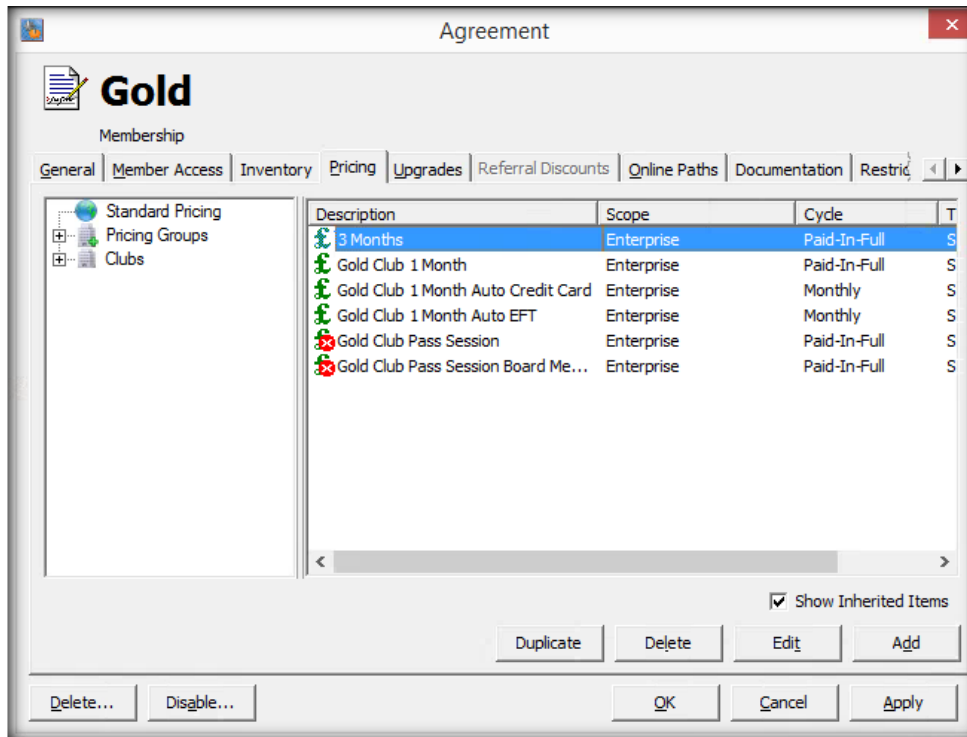 Agreement
Gold
Membership
General Member Access Inventory Pricing Upgrades Referral Discounts Online Paths Documentation Restric
Standard Pricing
Pricing Groups
Clubs
Description Scope Cycle T
3 Months Enterprise Paid-In-Full S
Gold Club 1 Month Enterprise Paid-In-Full S
Gold Club 1 Month Auto Credit Card Enterprise Monthly S
Gold Club 1 Month Auto EFT Enterprise Monthly S
Gold Club Pass Session Enterprise Paid-In-Full S
Gold Club Pass Session Board Me... Enterprise Paid-In-Full S
Show Inherited Items
Duplicate Delete Edit Add
Delete... Disable... OK Cancel Apply